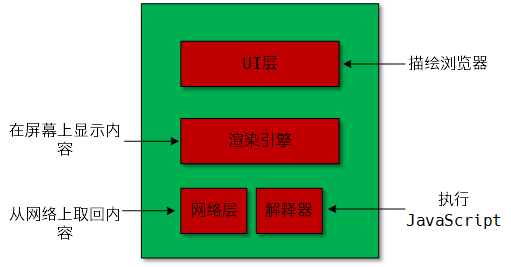 UI层
描绘浏览器
在屏幕上显示内
容
渲染引擎
从网络上取回内
容
网络层
解释器
执行
JavaScript